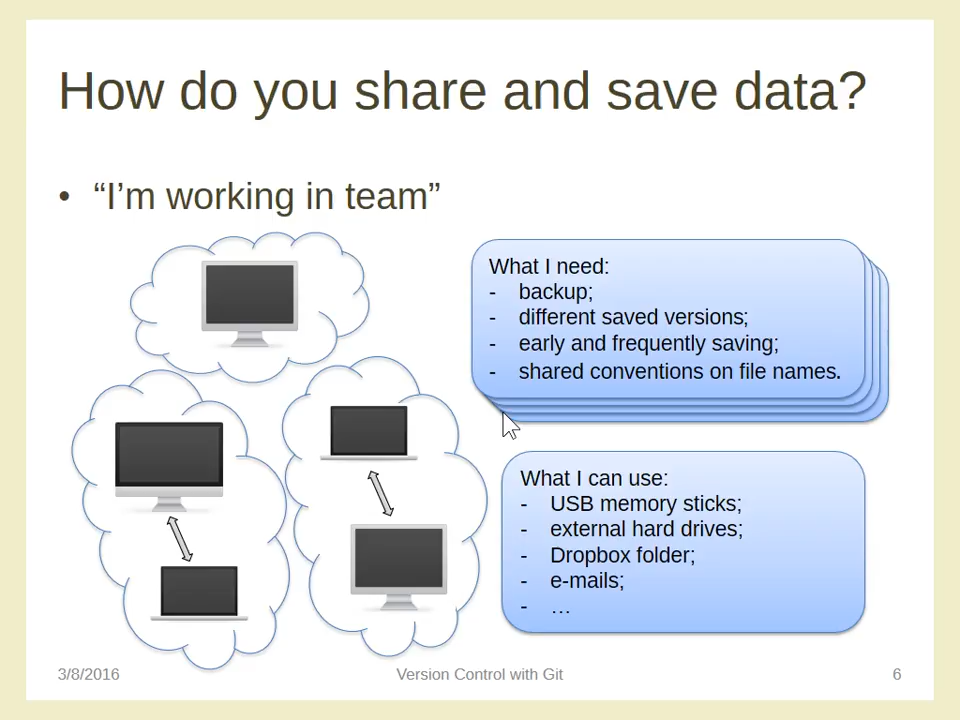 How do you share and save data?
• “I’m working in team”
What I need:
- backup;
- different saved versions;
- early and frequently saving;
- shared conventions on file names.
What I can use:
- USB memory sticks;
- external hard drives;
- Dropbox folder;
- e-mails;
- …
3/8/2016
Version Control with Git
6